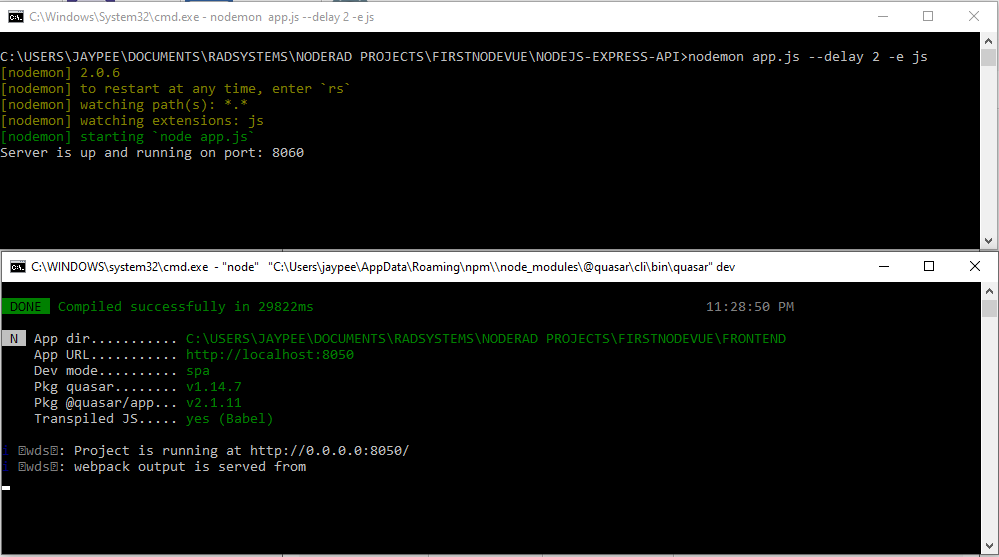 C:\Windows\System32\cmd.exe - nodemon  app.js --delay 2 -e js
C:\USERS\JAYPEE\DOCUMENTS\RADSYSTEMS\NODERAD PROJECTS\FIRSTNODEVUE\NODEJS-EXPRESS-API>nodemon app.js --delay 2 -e js
[nodemon] 2.0.6
[nodemon] to restart at any time, enter `rs`
[nodemon] watching path(s): *.*
[nodemon] watching extensions: js
[nodemon] starting `node app.js`
Server is up and running on port: 8060
C:\WINDOWS\system32\cmd.exe - "node"   "C:\Users\jaypee\AppData\Roaming\npm\\node_modules\@quasar\cli\bin\quasar" dev
DONE  Compiled successfully in 29822ms 11:28:50 PM
N  App dir........... C:\USERS\JAYPEE\DOCUMENTS\RADSYSTEMS\NODERAD PROJECTS\FIRSTNODEVUE\FRONTEND
App URL........... http://localhost:8050
Dev mode.......... spa
Pkg quasar........ v1.14.7
Pkg @quasar/app... v2.1.11
Transpiled JS..... yes (Babel)
i wds: Project is running at http://0.0.0.0:8050/
i wds: webpack output is served from